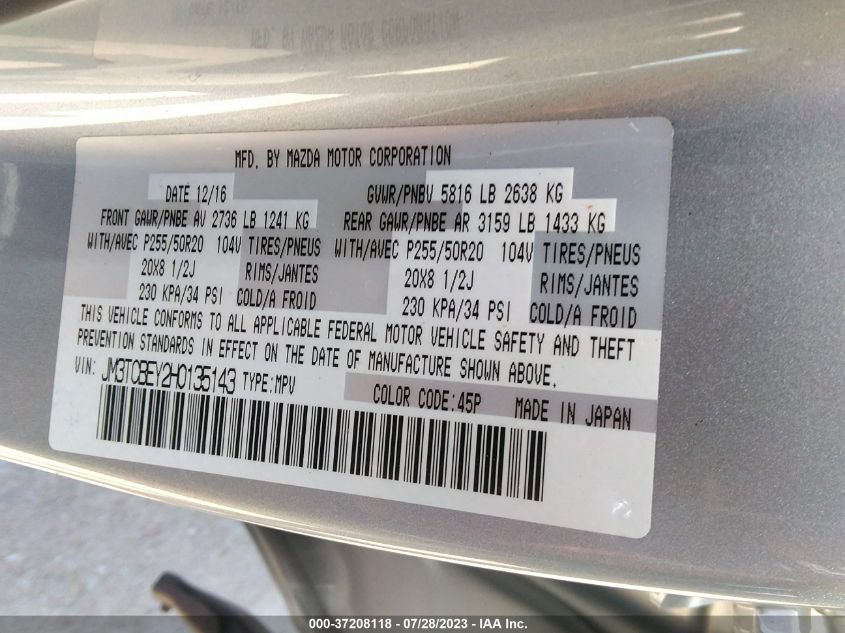 MFD. BY MAZDA MOTOR CORPORATION
DATE 12/16 GVWR/PNBV 5816 LB 2638 KG
FRONT GAWR/PNBE AV 2736 LB 1241 KG REAR GAWR/PNBE AR 3159 LB 1433 KG
WITH/AVEC P255/50R20 104V TIRES/PNEUS WITH/AVEC P255/50R20 104V TIRES/PNEUS
20X8 1/2J RIMS/JANTES 20X8 1/2J RIMS/JANTES
230 KPA/34 PSI COLD/A FROID 230 KPA/34 PSI COLD/A FROID
THIS VEHICLE CONFORMS TO ALL APPLICABLE FEDERAL MOTOR VEHICLE SAFETY AND THEFT
PREVENTION STANDARDS IN EFFECT ON THE DATE OF MANUFACTURE SHOWN ABOVE.
VIN: JM3TCBEY2H0135143 TYPE:MPV COLOR CODE:45P MADE IN JAPAN
000-37208118 - 07/28/2023 - IAA Inc.